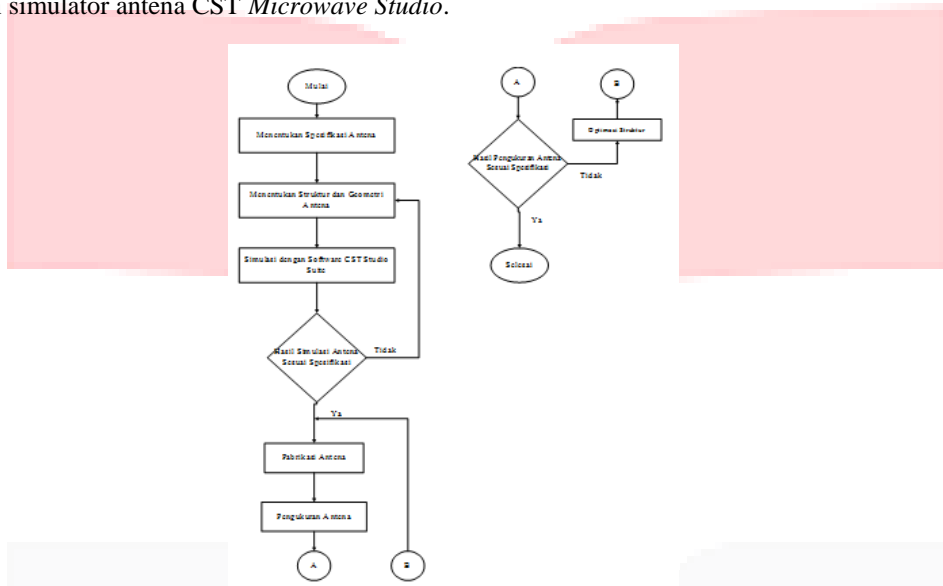 simulator antena CST Microwave Studio.
Mulai
Menentukan Spesifikasi Antena
Menentukan Struktur dan Geometri
Antena
Simulasi dengan Software CST Studio
Suite
Hasil Simulasi Antena
Sesuai Spesifikasi
Tidak
Ya
Fabrikasi Antena
Pengukuran Antena
A
B
A
B
Optimasi Struktur
Hasil Pengukuran Antena
Sesuai Spesifikasi
Tidak
Ya
Selesai